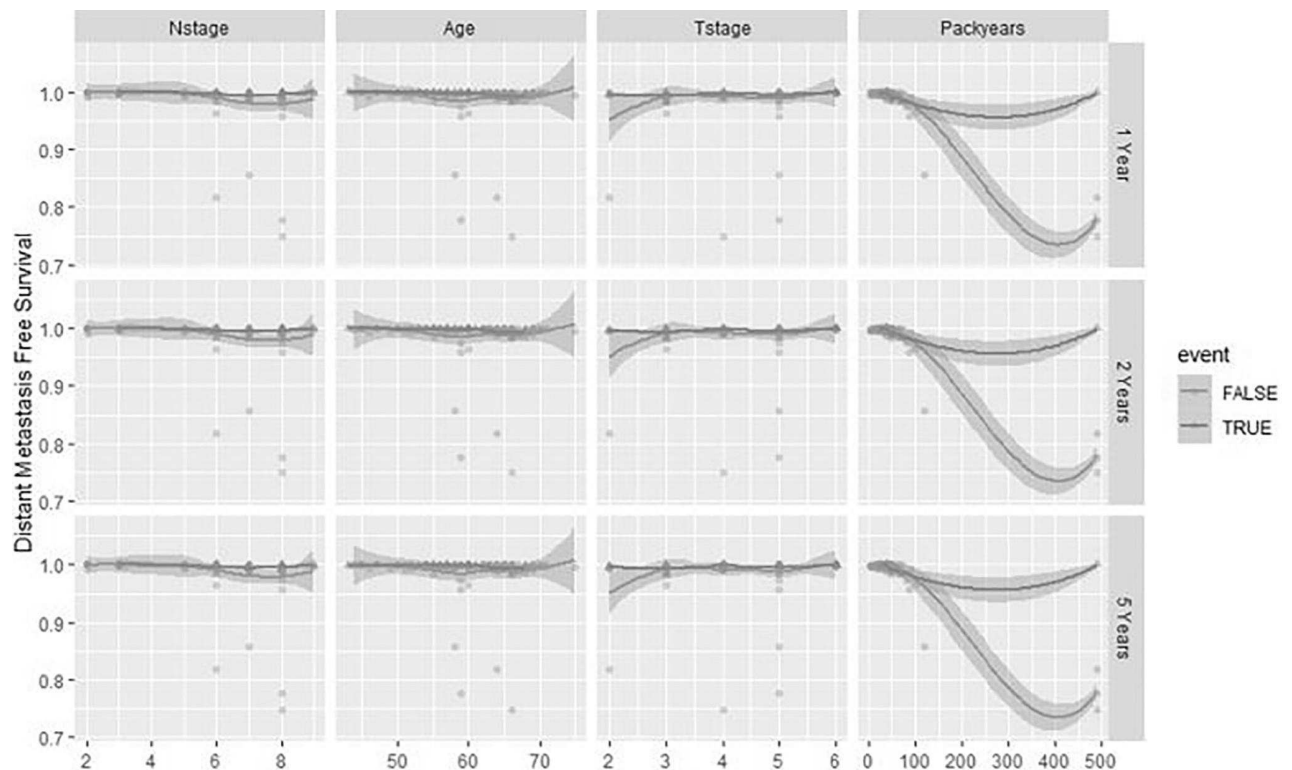 Nstage Age Tstage Packyears
1.0
0.9
0.8
0.7
1 Year
1.0
0.9
0.8
0.7
2 Years
1.0
0.9
0.8
0.7
5 Years
Distant Metastasis Free Survival
2 4 6 8 50 60 70 2 3 4 5 6 0 100 200 300 400 500
event
FALSE
TRUE